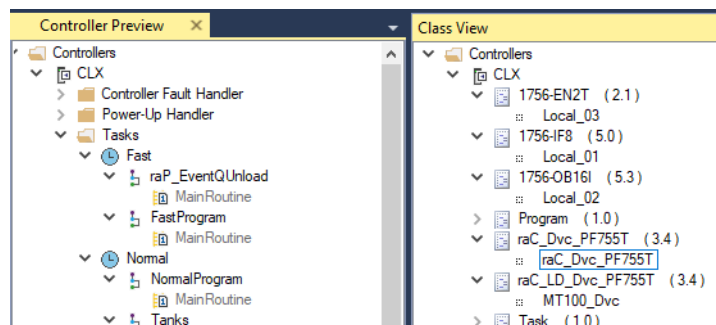 Controller Preview
Controllers
CLX
Controller Fault Handler
Power-Up Handler
Tasks
Fast
raP_EventQUnload
MainRoutine
FastProgram
MainRoutine
Normal
NormalProgram
MainRoutine
Tanks
Class View
Controllers
CLX
1756-EN2T (2.1)
Local_03
1756-IF8 (5.0)
Local_01
1756-OB16I (5.3)
Local_02
Program (1.0)
raC_Dvc_PF755T (3.4)
raC_Dvc_PF755T
raC_LD_Dvc_PF755T (3.4)
MT100_Dvc
Task (1.0)